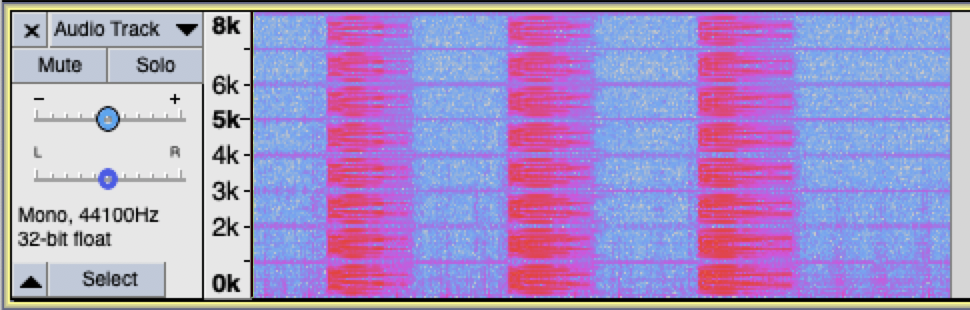 × Audio Track ▼
Mute Solo
- +
L R
Mono, 44100Hz
32-bit float
▲ Select
8k
6k
5k
4k
3k
2k
0k